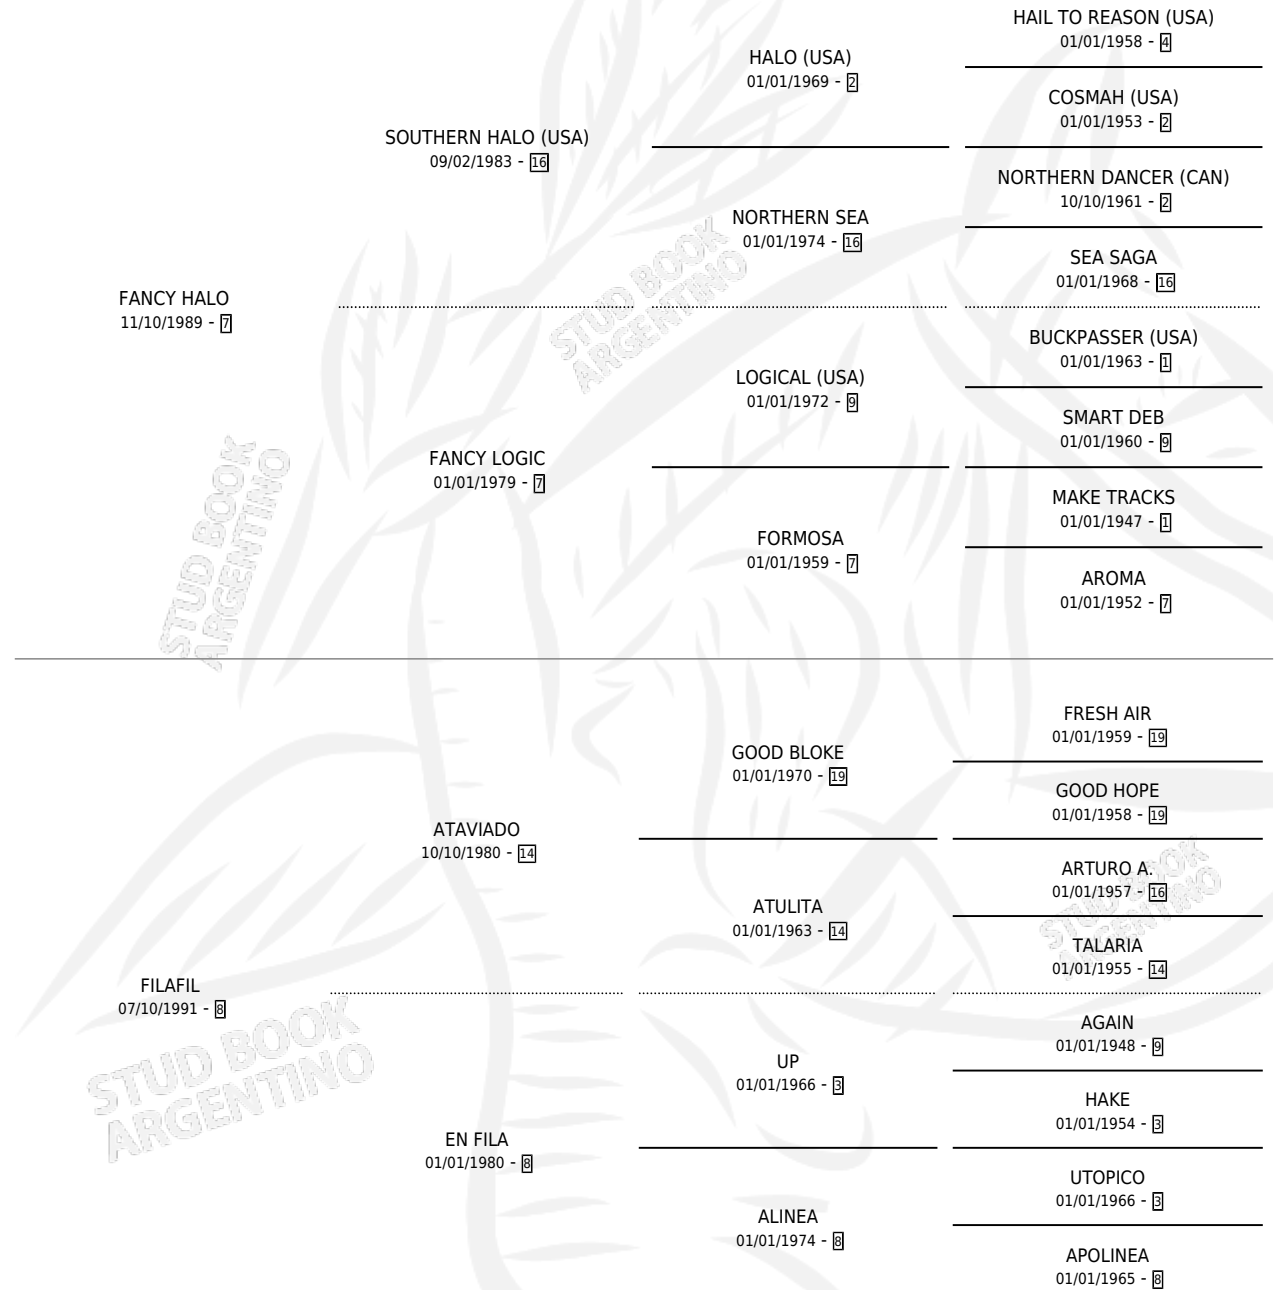 HAIL TO REASON (USA)
01/01/1958 - 4
HALO (USA)
01/01/1969 - 2
COSMAH (USA)
01/01/1953 - 2
SOUTHERN HALO (USA)
09/02/1983 - 16
NORTHERN DANCER (CAN)
10/10/1961 - 2
NORTHERN SEA
01/01/1974 - 16
SEA SAGA
01/01/1968 - 16
FANCY HALO
11/10/1989 - 7
BUCKPASSER (USA)
01/01/1963 - 1
LOGICAL (USA)
01/01/1972 - 9
SMART DEB
01/01/1960 - 9
FANCY LOGIC
01/01/1979 - 7
MAKE TRACKS
01/01/1947 - 1
FORMOSA
01/01/1959 - 7
AROMA
01/01/1952 - 7
FRESH AIR
01/01/1959 - 19
GOOD BLOKE
01/01/1970 - 19
GOOD HOPE
01/01/1958 - 19
ATAVIADO
10/10/1980 - 14
ARTURO A.
01/01/1957 - 16
ATULITA
01/01/1963 - 14
TALARIA
01/01/1955 - 14
FILAFIL
07/10/1991 - 8
AGAIN
01/01/1948 - 9
UP
01/01/1966 - 3
HAKE
01/01/1954 - 3
EN FILA
01/01/1980 - 8
UTOPICO
01/01/1966 - 3
ALINEA
01/01/1974 - 8
APOLINEA
01/01/1965 - 8
STUD BOOK
ARGENTINO
STUD BOOK
ARGENTINO
STUD BOOK
ARGENTINO
STUD BOOK
ARGENTINO